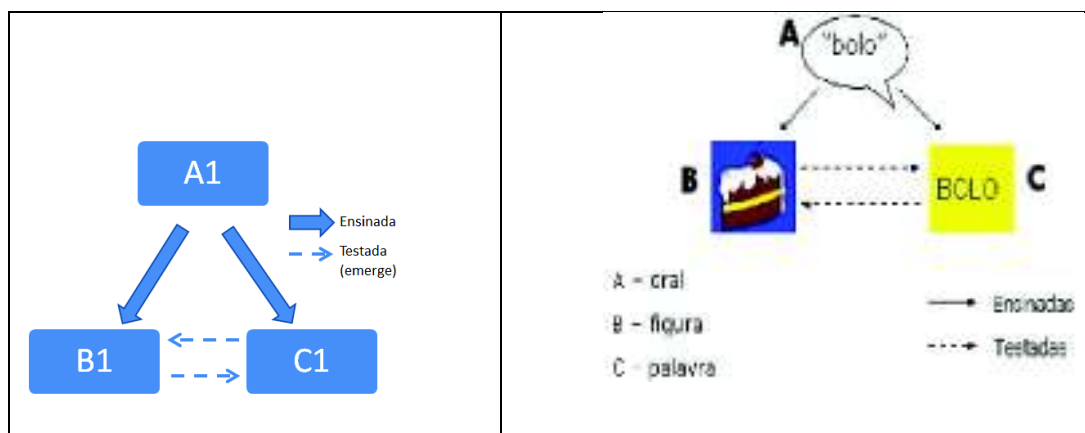 A1
Ensinada
Testada
(emerge)
B1
C1
A
"bolo"
B
BOLO
C
A - oral
B - figura
C - palavra
Ensinadas
Testadas